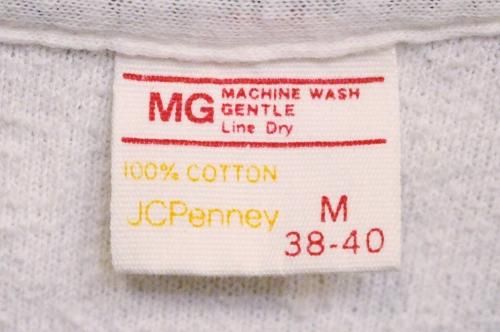 MG MACHINE WASH
GENTLE
Line Dry
100% COTTON
JCPenney M
38-40